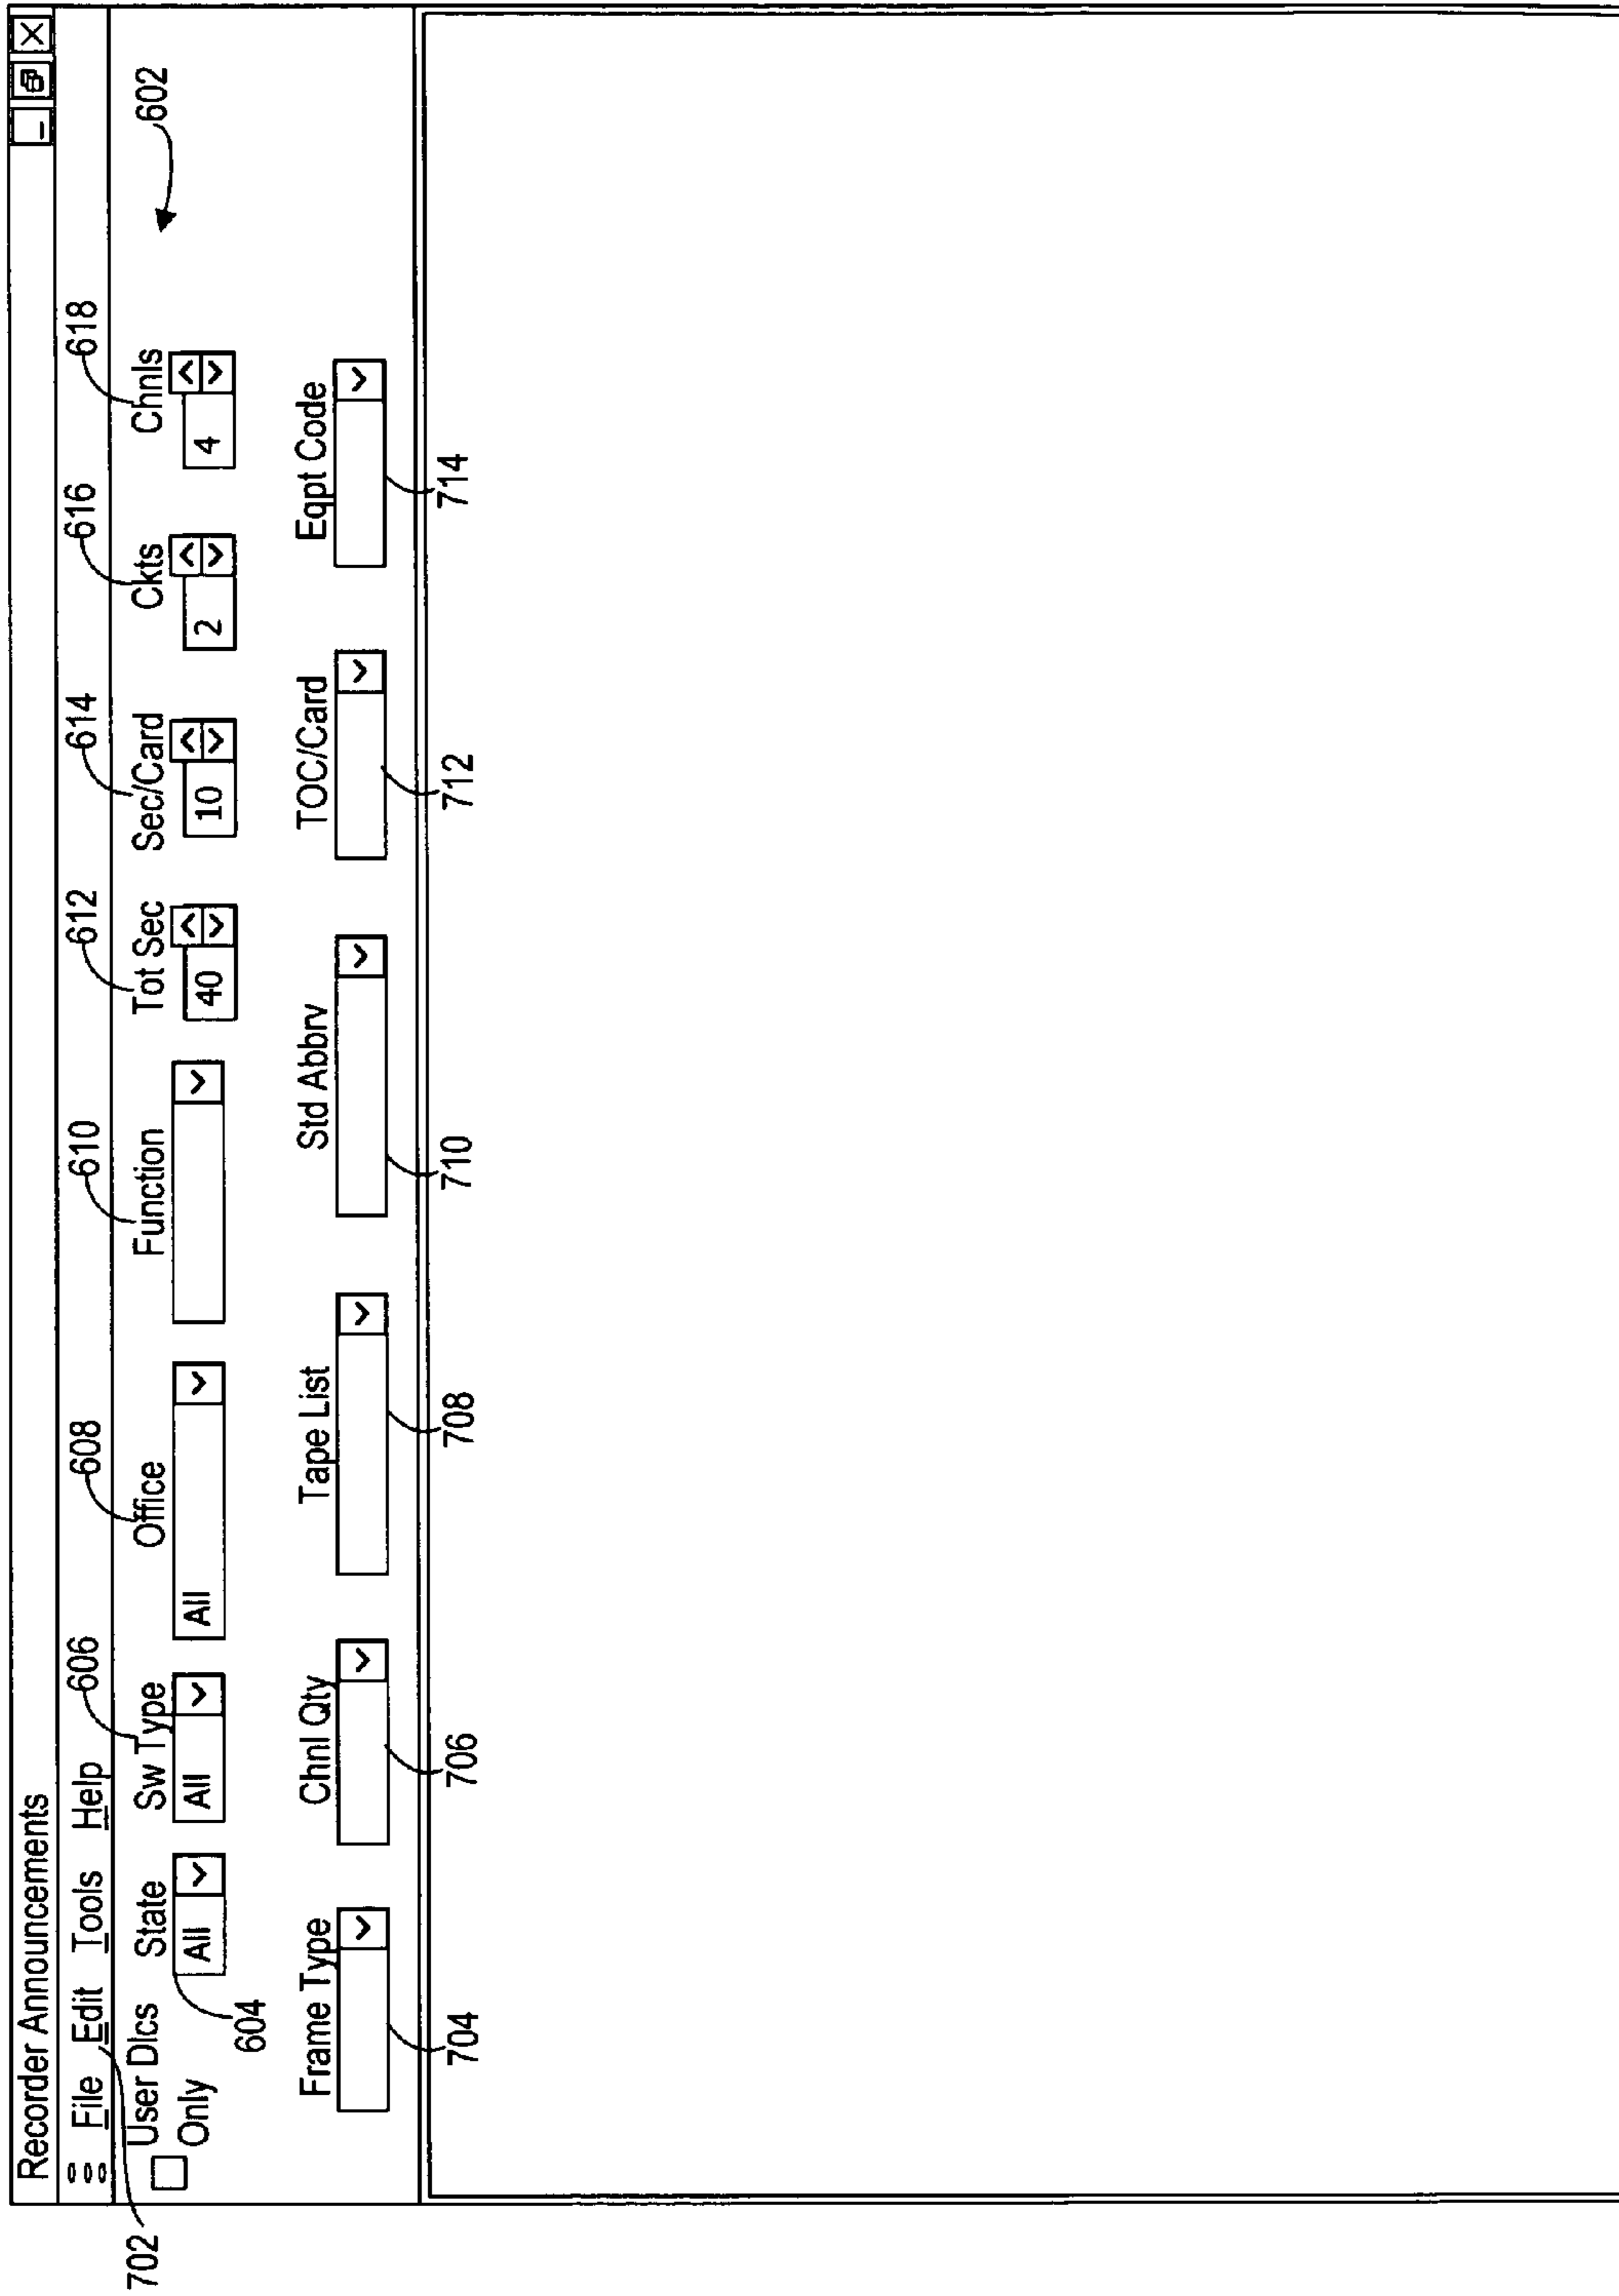 Recorder Announcements
File Edit Tools Help
702
606 608 610 612 614 616 618
User Dlcs Only
State Sw Type Office Function Tot Sec Sec/Card Ckts Chnls
602
All All All 40 10 2 4
604
Frame Type Chnl Qty Tape List Std Abbrv TOC/Card Eqpt Code
704 706 708 710 712 714